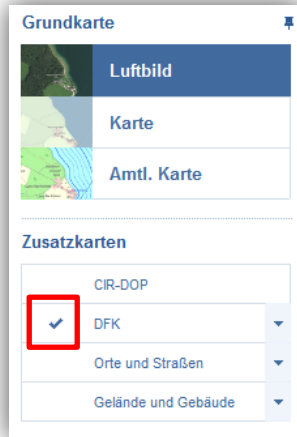 Grundkarte
Luftbild
Karte
Amtl. Karte
Zusatzkarten
CIR-DOP
DFK
Orte und Straßen
Gelände und Gebäude